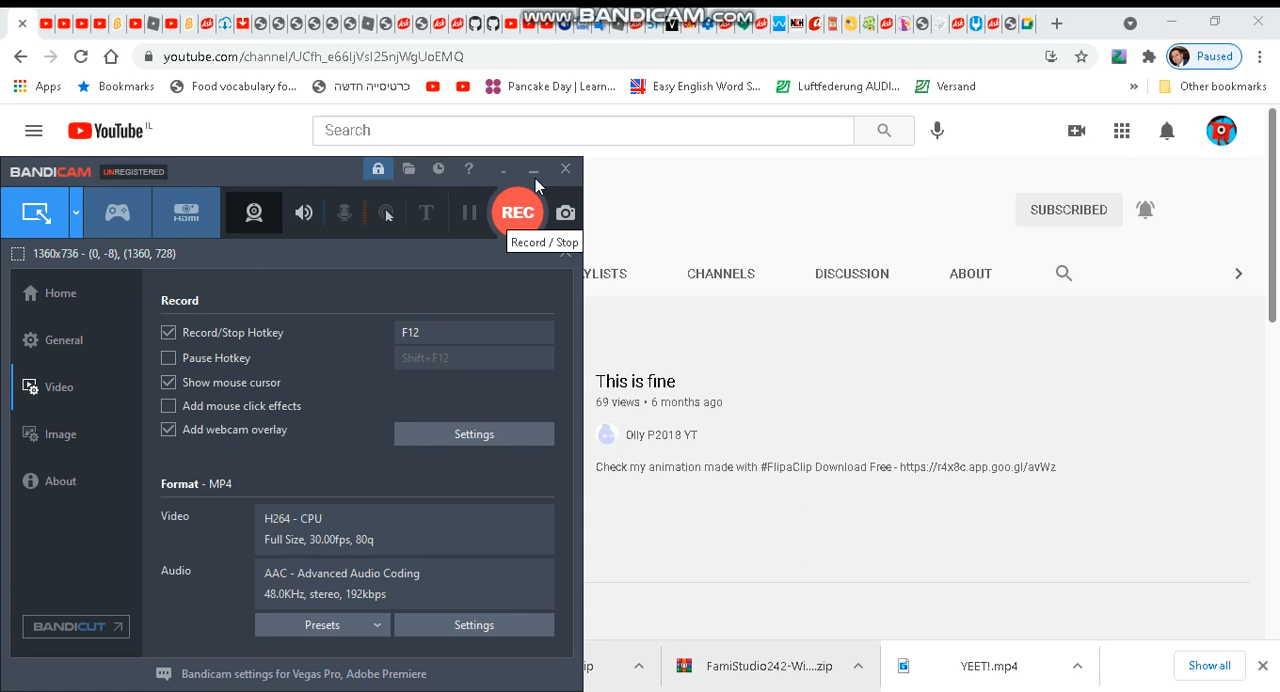 www.BANDICAM.com
youtube.com/channel/UCfh_e66IjVsI25njWgUoEMQ
Paused
Apps
Bookmarks
Food vocabulary fo...
כרטיסייה חדשה
Pancake Day | Learn...
Easy English Word S...
Luftfederung AUDI...
Versand
»
Other bookmarks
YouTube IL
Search
BANDICAM UNREGISTERED
HDMI
REC
Record / Stop
1360x736 - (0, -8), (1360, 728)
SUBSCRIBED
YLISTS
CHANNELS
DISCUSSION
ABOUT
Home
General
Video
Image
About
BANDICUT
Record
Record/Stop Hotkey
F12
Pause Hotkey
Shift+F12
Show mouse cursor
Add mouse click effects
Add webcam overlay
Settings
Format - MP4
Video
H264 - CPU
Full Size, 30.00fps, 80q
Audio
AAC - Advanced Audio Coding
48.0KHz, stereo, 192kbps
Presets
Settings
Bandicam settings for Vegas Pro, Adobe Premiere
This is fine
69 views • 6 months ago
Olly P2018 YT
Check my animation made with #FlipaClip Download Free - https://r4x8c.app.goo.gl/avWz
ip
FamiStudio242-Wi....zip
YEET!.mp4
Show all